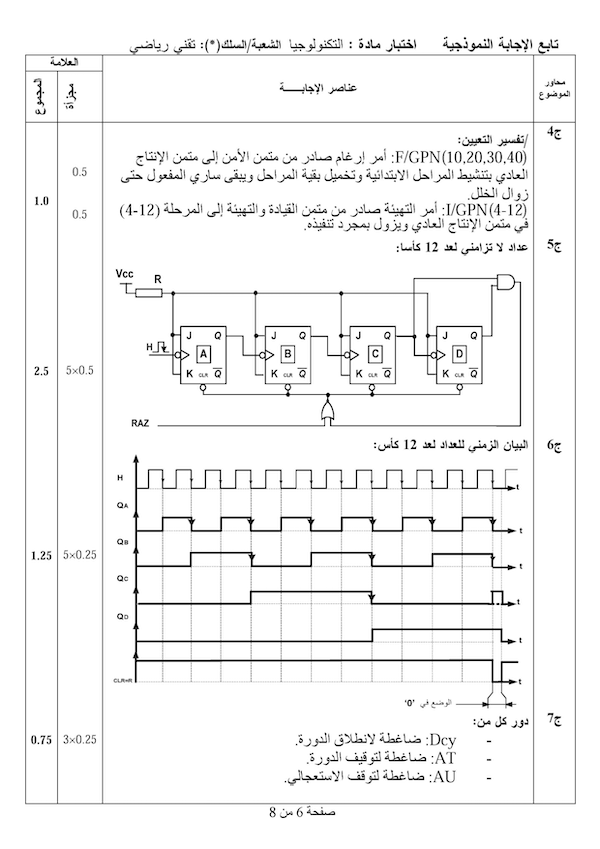 تابع الإجابة النموذجية اختبار مادة : التكنولوجيا الشعبة/السلك(*): تقني رياضي
محاور الموضوع
عناصر الإجابــــة
العلامة
مجزأة
المجموع
ج4
/تفسير التعيين:
F/GPN(10,20,30,40): أمر إرغام صادر من متمن الأمن إلى متمن الإنتاج
العادي بتنشيط المراحل الابتدائية وتخميل بقية المراحل ويبقى ساري المفعول حتى
زوال الخلل.
I/GPN(4-12): أمر التهيئة صادر من متمن القيادة والتهيئة إلى المرحلة (12-4)
في متمن الإنتاج العادي ويزول بمجرد تنفيذه.
0.5
0.5
1.0
ج5
عداد لا تزامني لعد 12 كأسا:
Vcc
R
J Q J Q J Q J Q
H A B C D
K CLR Q K CLR Q K CLR Q K CLR Q
RAZ
5×0.5
2.5
ج6
البيان الزمني للعداد لعد 12 كأس:
H
t
QA
t
QB
t
QC
t
QD
t
CLR=R
t
الوضع في '0'
5×0.25
1.25
ج7
دور كل من:
- Dcy: ضاغطة لانطلاق الدورة.
- AT: ضاغطة لتوقيف الدورة.
- AU: ضاغطة لتوقف الاستعجالي.
3×0.25
0.75
صفحة 6 من 8